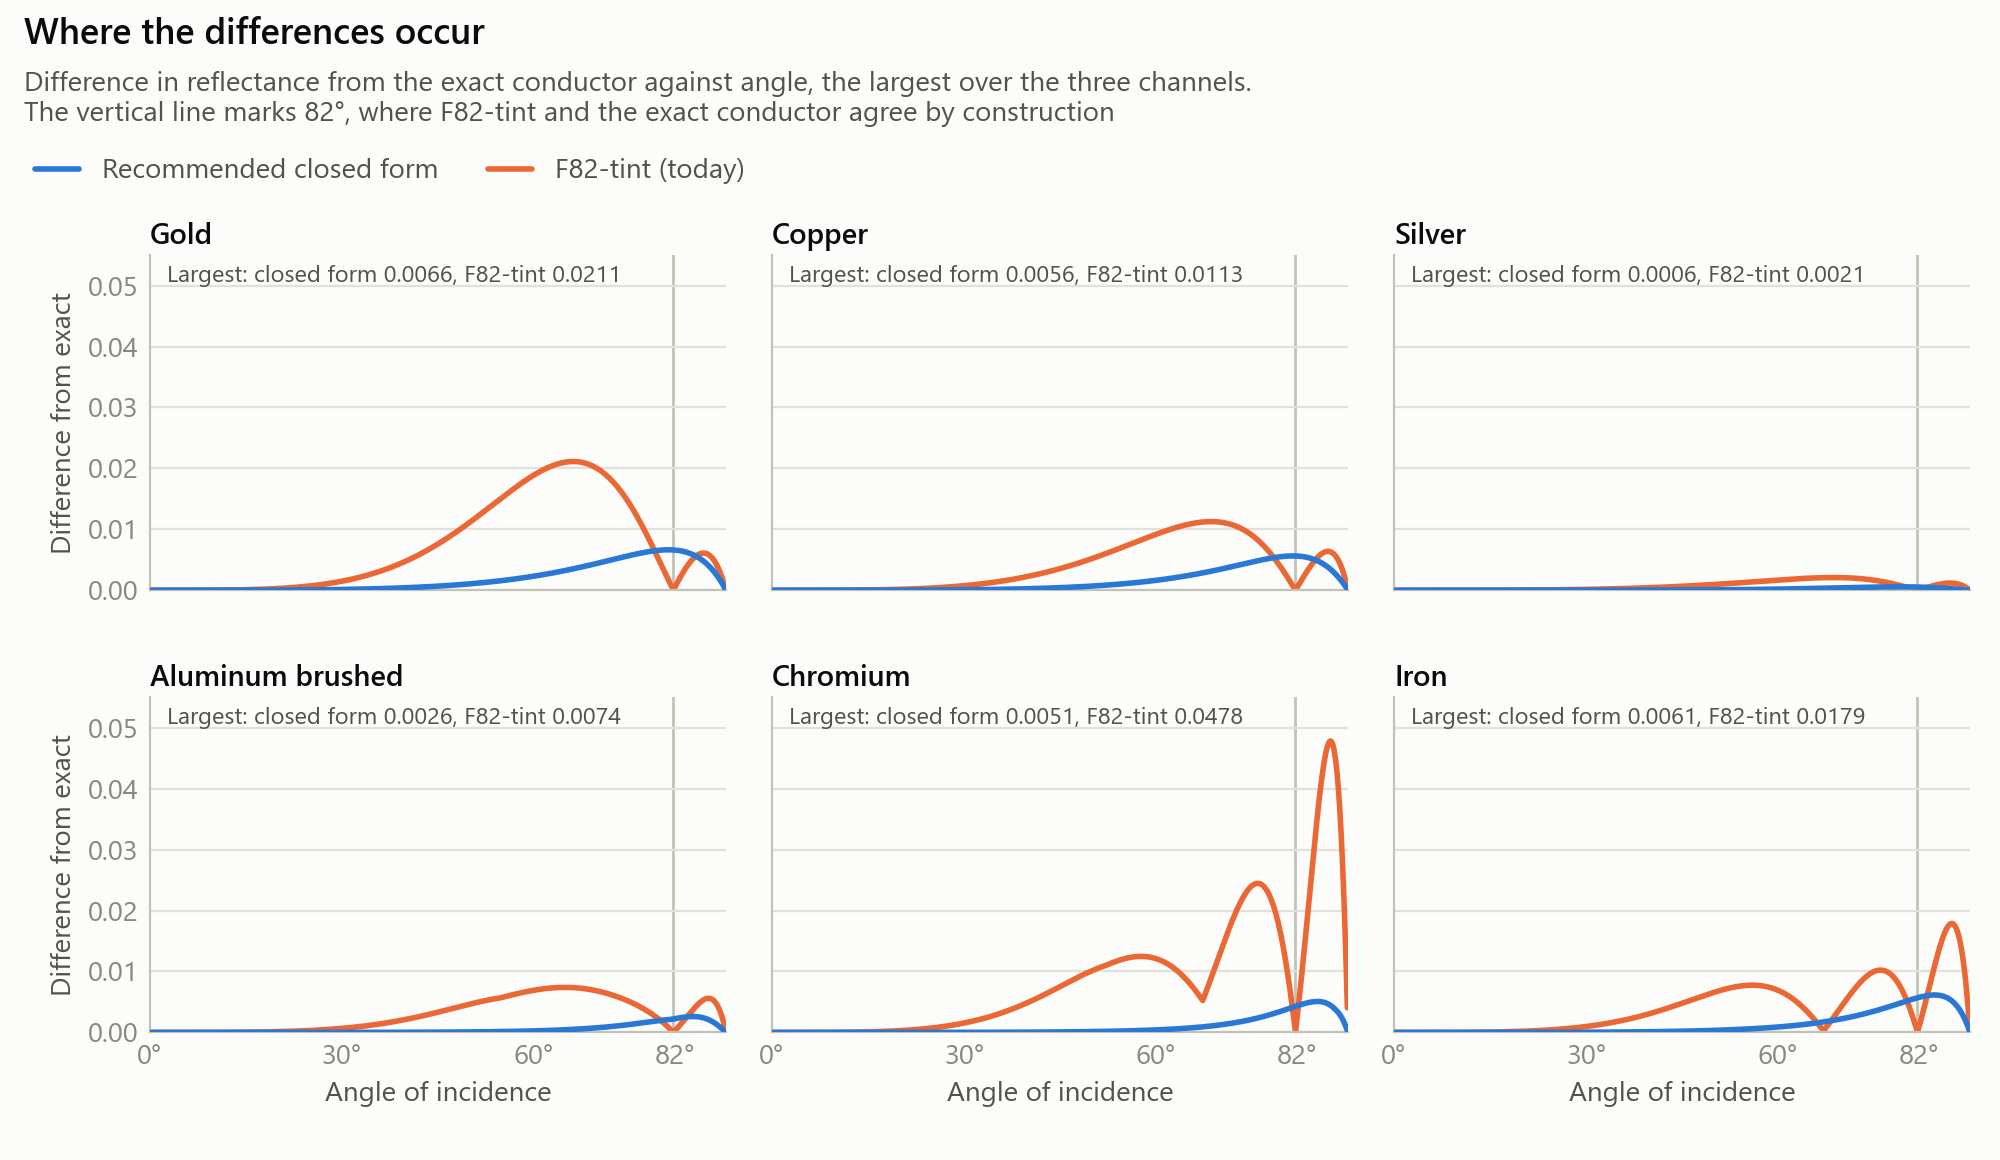 Where the differences occur
Difference in reflectance from the exact conductor against angle, the largest over the three channels.
The vertical line marks 82°, where F82-tint and the exact conductor agree by construction
Recommended closed form
F82-tint (today)
Gold
Largest: closed form 0.0066, F82-tint 0.0211
Difference from exact
0.05
0.04
0.03
0.02
0.01
0.00
Copper
Largest: closed form 0.0056, F82-tint 0.0113
Silver
Largest: closed form 0.0006, F82-tint 0.0021
Aluminum brushed
Largest: closed form 0.0026, F82-tint 0.0074
Difference from exact
0.05
0.04
0.03
0.02
0.01
0.00
0° 30° 60° 82°
Angle of incidence
Chromium
Largest: closed form 0.0051, F82-tint 0.0478
0° 30° 60° 82°
Angle of incidence
Iron
Largest: closed form 0.0061, F82-tint 0.0179
0° 30° 60° 82°
Angle of incidence